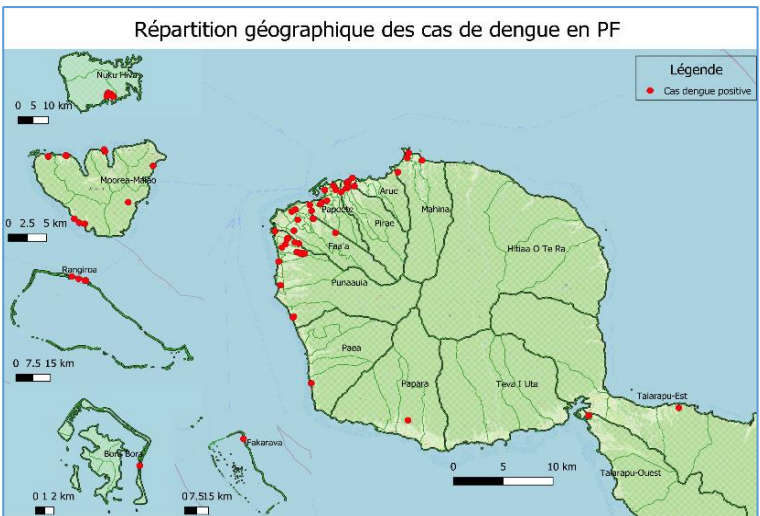 Répartition géographique des cas de dengue en PF
Légende
Cas dengue positive
Nuku Hiva
0 5 10 km
Moorea-Maiao
0 2.5 5 km
Rangiroa
0 7.5 15 km
Bora Bora
0 1 2 km
Fakarava
0 7.515 km
Arue
Mahina
Papeete
Pirae
Faa'a
Hitiaa O Te Ra
Punaauia
Paea
Papara
Teva I Uta
Taiarapu-Est
Taiarapu-Ouest
0 5 10 km